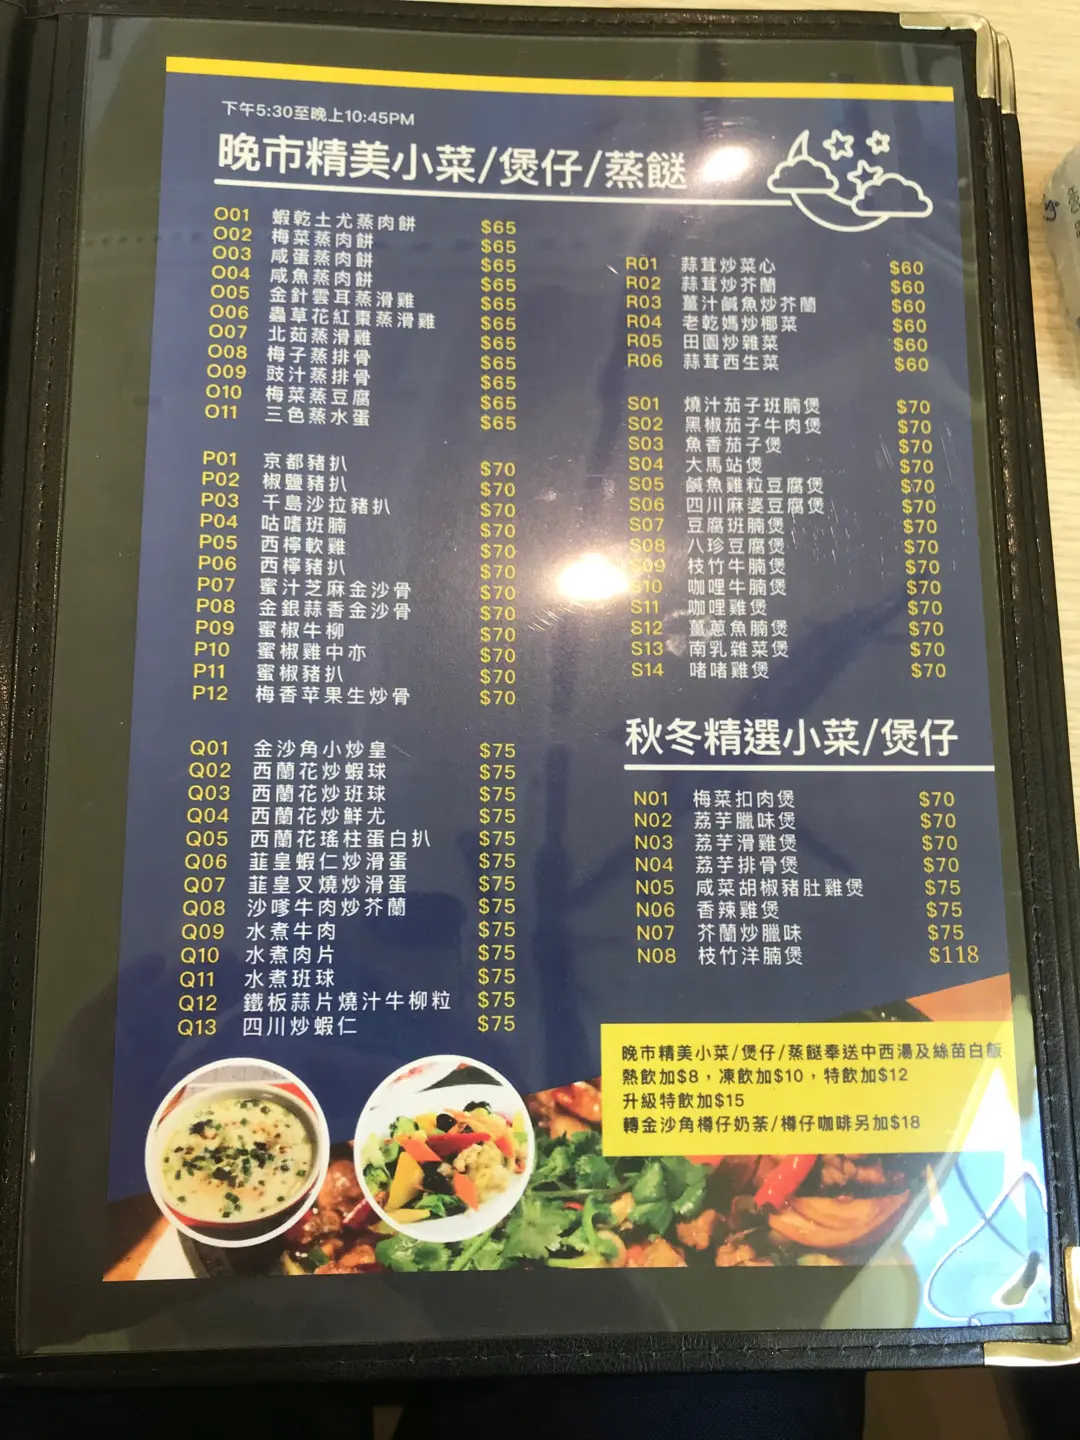 下午5:30至晚上10:45PM
晚市精美小菜/煲仔/蒸餸
O01 蝦乾土尤蒸肉餅 $65
O02 梅菜蒸肉餅 $65
O03 咸蛋蒸肉餅 $65
O04 咸魚蒸肉餅 $65
O05 金針雲耳蒸滑雞 $65
O06 蟲草花紅棗蒸滑雞 $65
O07 北茹蒸滑雞 $65
O08 梅子蒸排骨 $65
O09 豉汁蒸排骨 $65
O10 梅菜蒸豆腐 $65
O11 三色蒸水蛋 $65
P01 京都豬扒 $70
P02 椒鹽豬扒 $70
P03 千島沙拉豬扒 $70
P04 咕嗜班腩 $70
P05 西檸軟雞 $70
P06 西檸豬扒 $70
P07 蜜汁芝麻金沙骨 $70
P08 金銀蒜香金沙骨 $70
P09 蜜椒牛柳 $70
P10 蜜椒雞中亦 $70
P11 蜜椒豬扒 $70
P12 梅香苹果生炒骨 $70
Q01 金沙角小炒皇 $75
Q02 西蘭花炒蝦球 $75
Q03 西蘭花炒班球 $75
Q04 西蘭花炒鮮尤 $75
Q05 西蘭花瑤柱蛋白扒 $75
Q06 韮皇蝦仁炒滑蛋 $75
Q07 韮皇叉燒炒滑蛋 $75
Q08 沙嗲牛肉炒芥蘭 $75
Q09 水煮牛肉 $75
Q10 水煮肉片 $75
Q11 水煮班球 $75
Q12 鐵板蒜片燒汁牛柳粒 $75
Q13 四川炒蝦仁 $75
R01 蒜茸炒菜心 $60
R02 蒜茸炒芥蘭 $60
R03 薑汁鹹魚炒芥蘭 $60
R04 老乾媽炒椰菜 $60
R05 田園炒雜菜 $60
R06 蒜茸西生菜 $60
S01 燒汁茄子班腩煲 $70
S02 黑椒茄子牛肉煲 $70
S03 魚香茄子煲 $70
S04 大馬站煲 $70
S05 鹹魚雞粒豆腐煲 $70
S06 四川麻婆豆腐煲 $70
S07 豆腐班腩煲 $70
S08 八珍豆腐煲 $70
S09 枝竹牛腩煲 $70
S10 咖哩牛腩煲 $70
S11 咖哩雞煲 $70
S12 薑蔥魚腩煲 $70
S13 南乳雜菜煲 $70
S14 啫啫雞煲 $70
秋冬精選小菜/煲仔
N01 梅菜扣肉煲 $70
N02 荔芋臘味煲 $70
N03 荔芋滑雞煲 $70
N04 荔芋排骨煲 $70
N05 咸菜胡椒豬肚雞煲 $75
N06 香辣雞煲 $75
N07 芥蘭炒臘味 $75
N08 枝竹洋腩煲 $118
晚市精美小菜/煲仔/蒸餸奉送中西湯及絲苗白飯
熱飲加$8，凍飲加$10，特飲加$12
升級特飲加$15
轉金沙角樽仔奶茶/樽仔咖啡另加$18